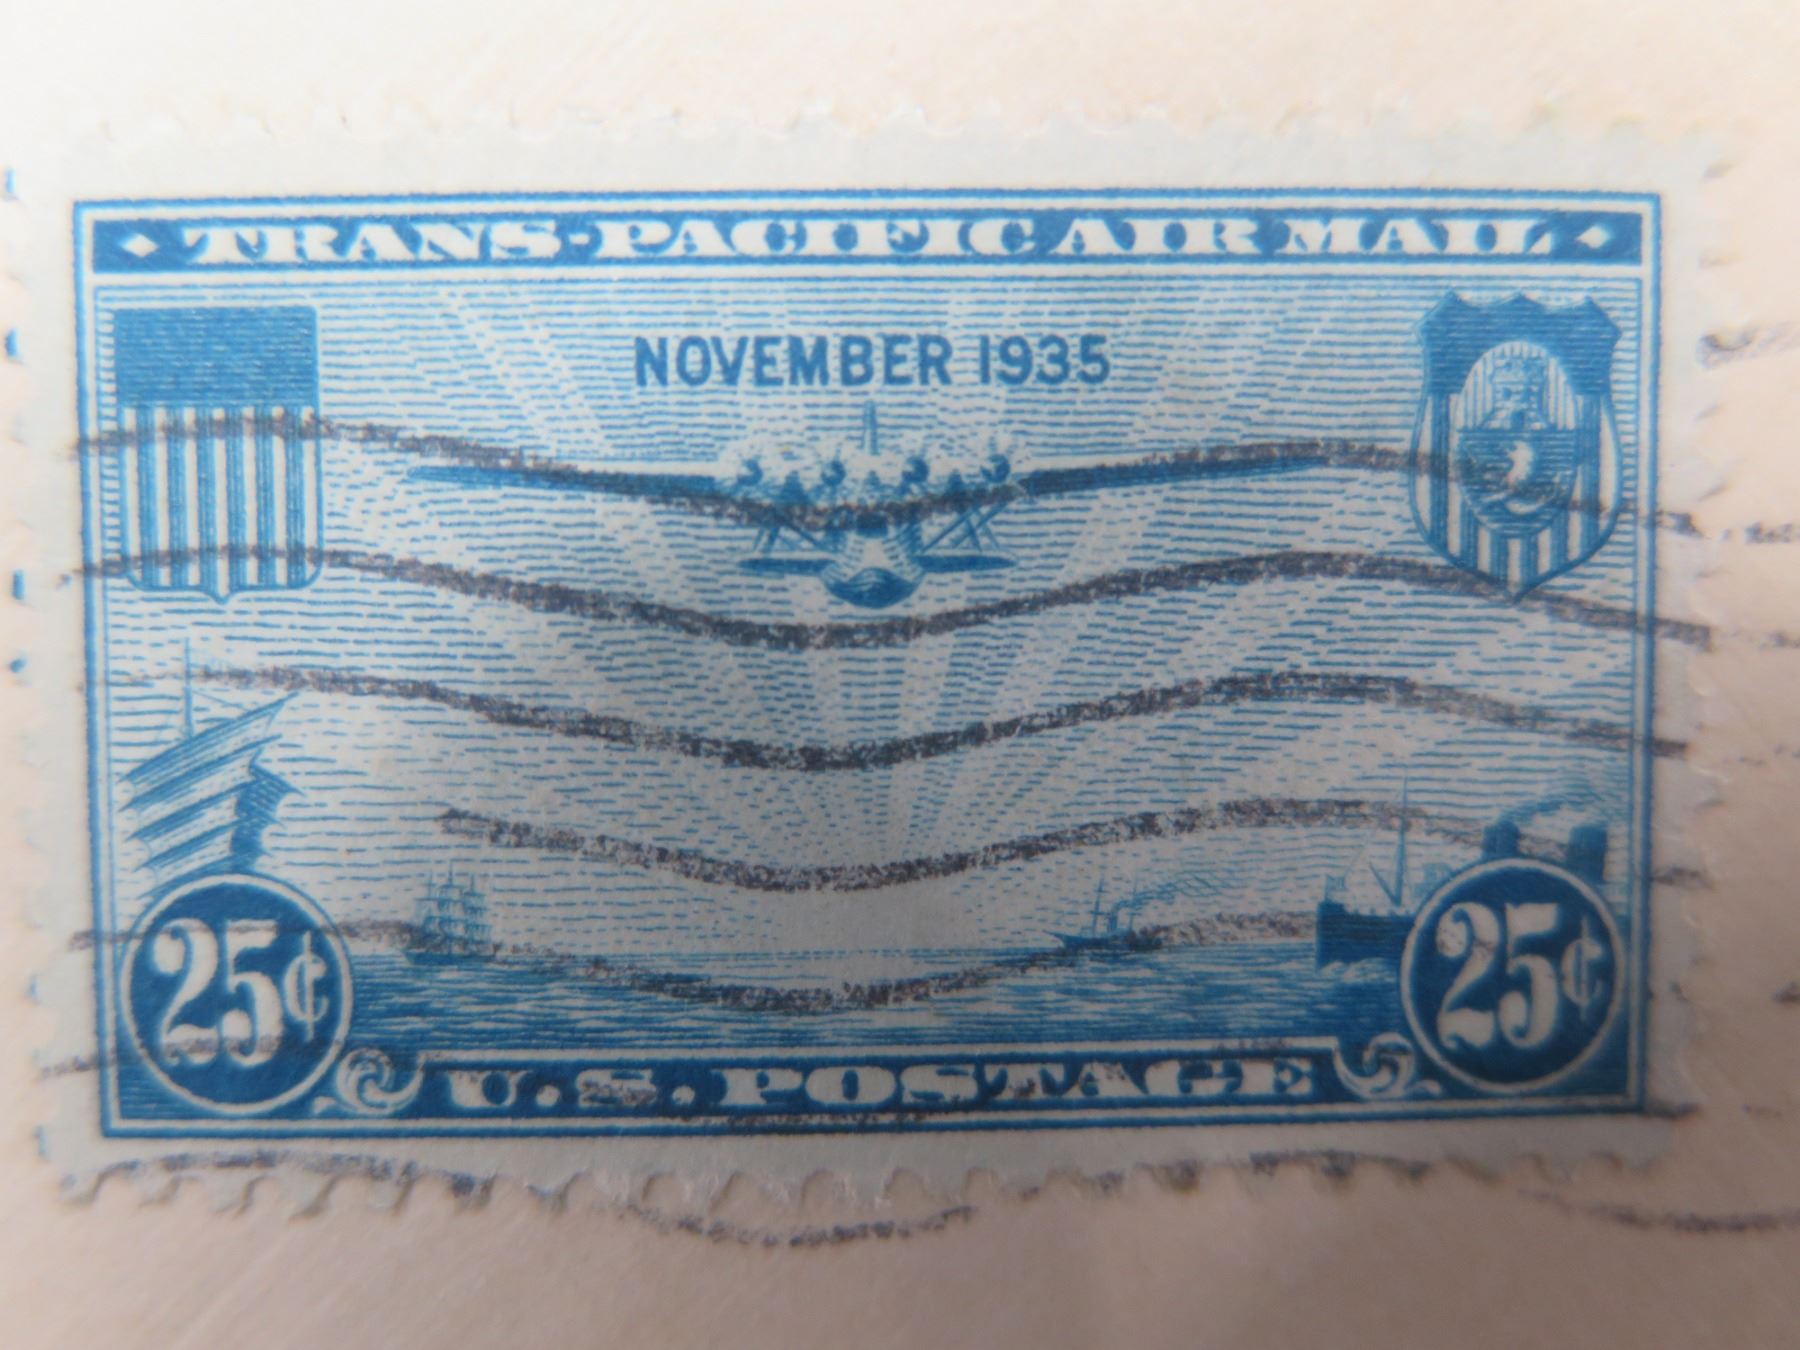 TRANS-PACIFIC AIR MAIL
NOVEMBER 1935
25¢ 25¢
U.S. POSTAGE